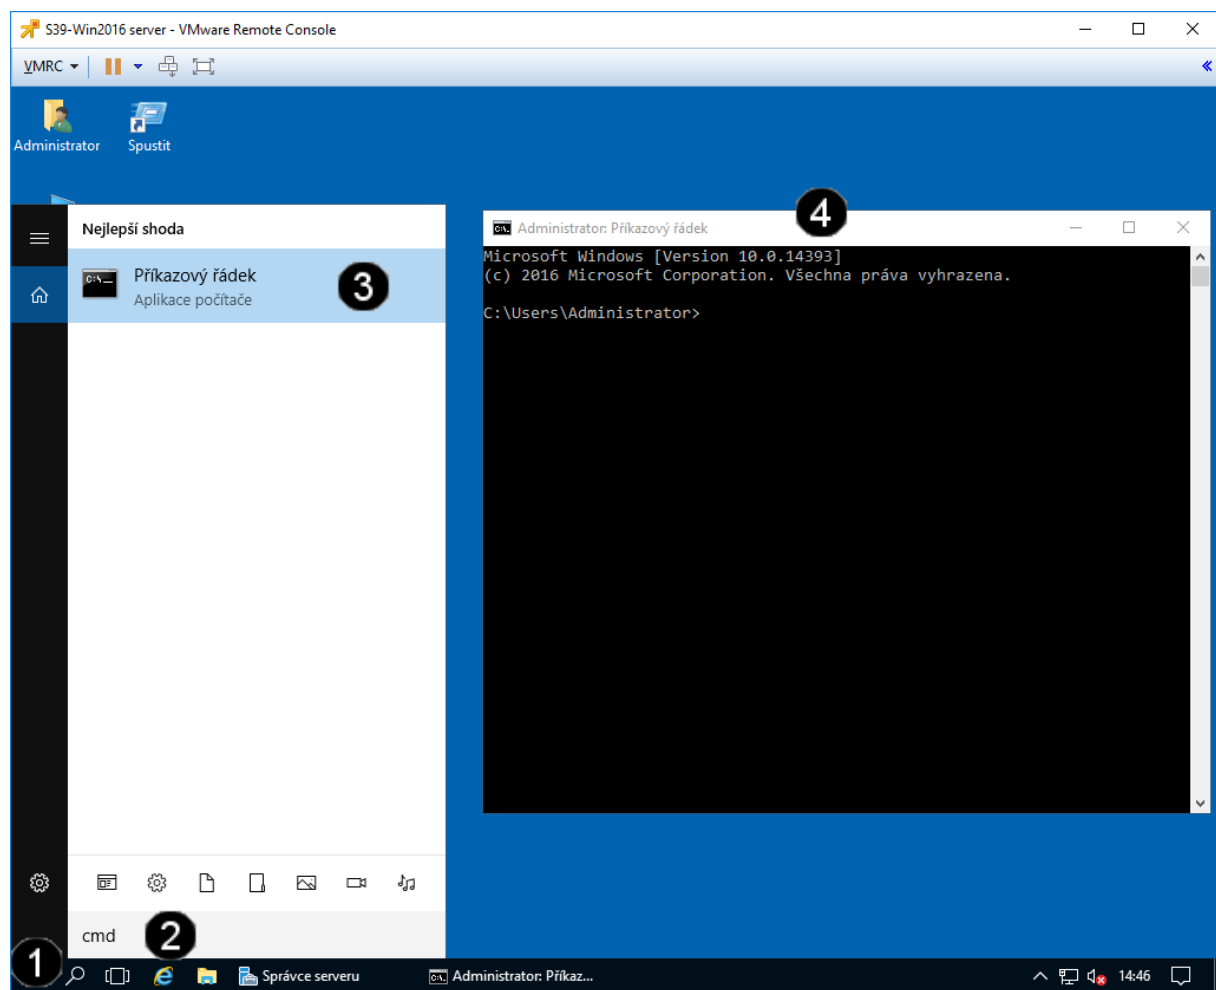 S39-Win2016 server - VMware Remote Console
VMRC
Administrator
Spustit
Nejlepší shoda
Příkazový řádek
Aplikace počítače
3
4
Administrator: Příkazový řádek
Microsoft Windows [Version 10.0.14393]
(c) 2016 Microsoft Corporation. Všechna práva vyhrazena.
C:\Users\Administrator>
cmd
2
1
Správce serveru
Administrator: Příkaz...
14:46